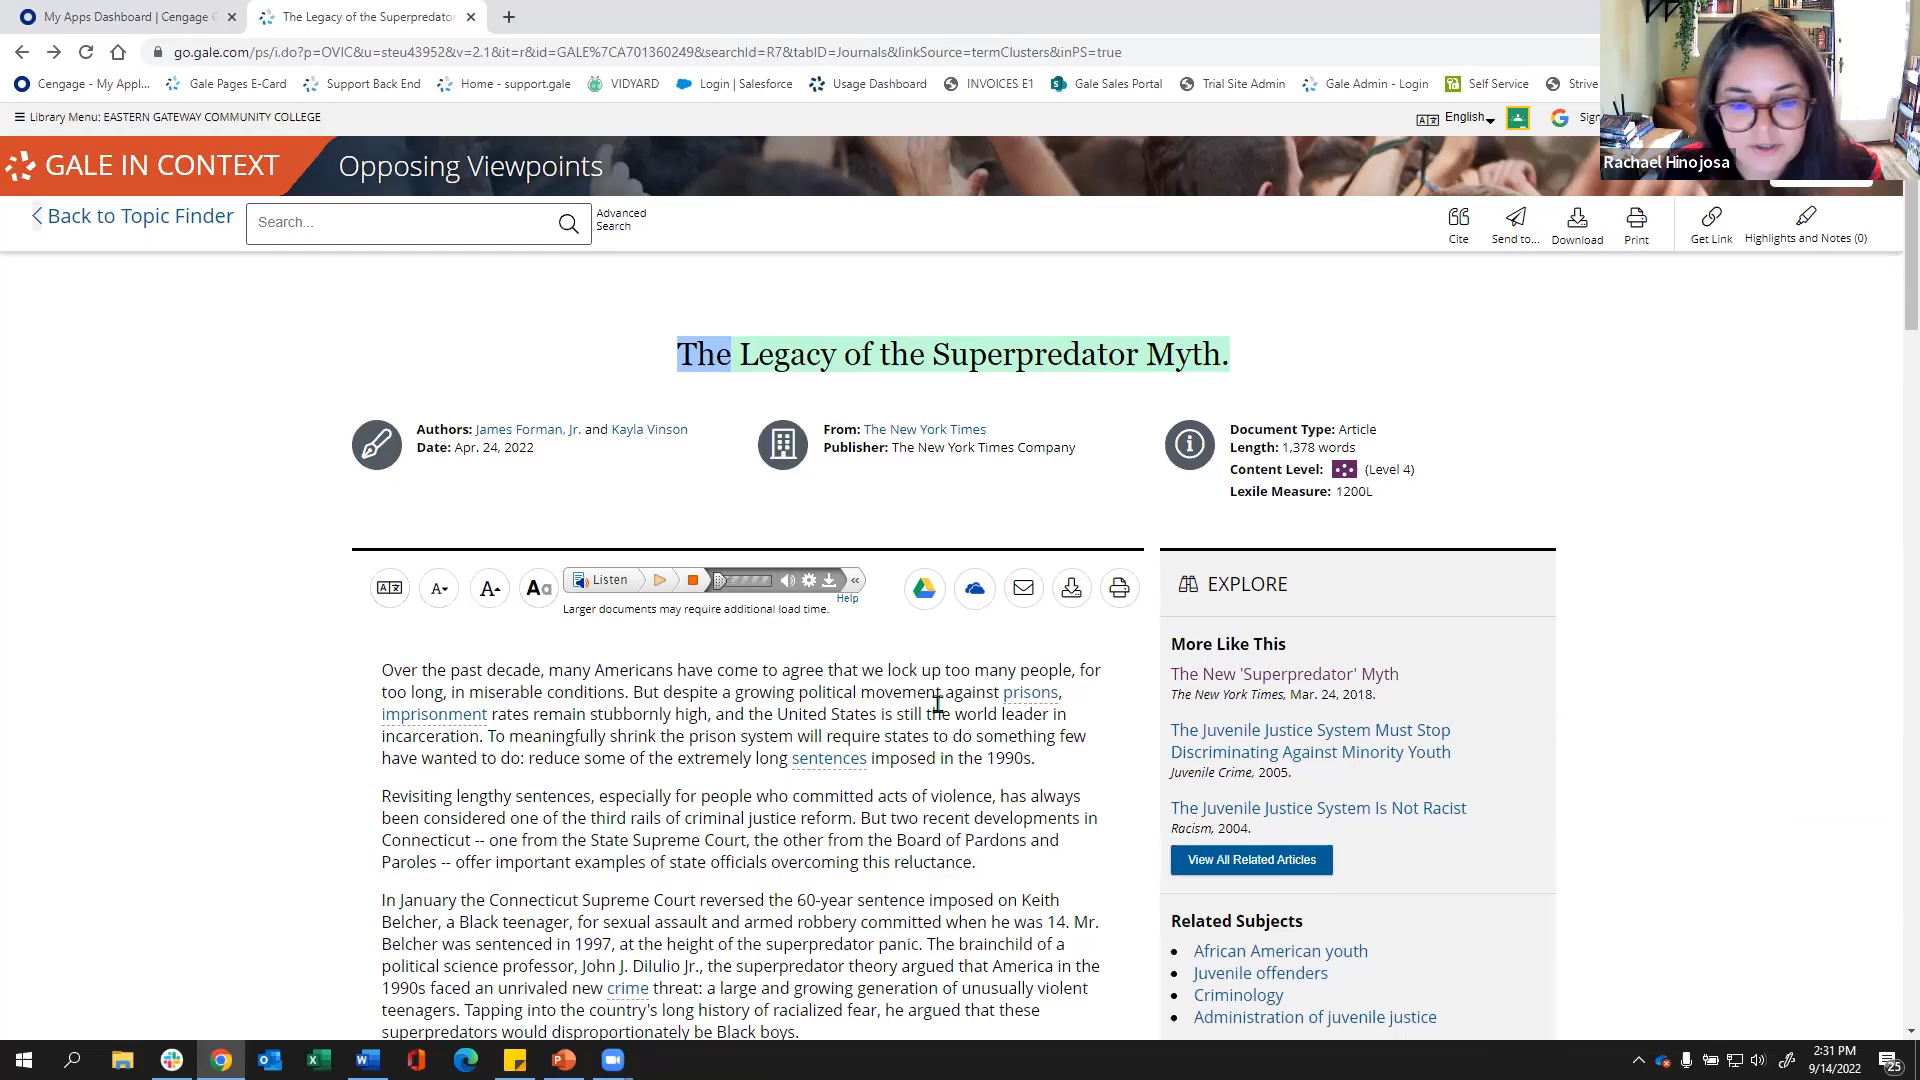 My Apps Dashboard | Cengage
The Legacy of the Superpredator
go.gale.com/ps/i.do?p=OVIC&u=steu43952&v=2.1&it=r&id=GALE%7CA701360249&searchId=R7&tabID=Journals&linkSource=termClusters&inPS=true
Cengage - My Appl...
Gale Pages E-Card
Support Back End
Home - support.gale
VIDYARD
Login | Salesforce
Usage Dashboard
INVOICES E1
Gale Sales Portal
Trial Site Admin
Gale Admin - Login
Self Service
Strive
Library Menu: EASTERN GATEWAY COMMUNITY COLLEGE
English
Rachael Hinojosa
GALE IN CONTEXT
Opposing Viewpoints
Back to Topic Finder
Search...
Advanced
Search
Cite
Send to...
Download
Print
Get Link
Highlights and Notes (0)
The Legacy of the Superpredator Myth.
Authors: James Forman, Jr. and Kayla Vinson
Date: Apr. 24, 2022
From: The New York Times
Publisher: The New York Times Company
Document Type: Article
Length: 1,378 words
Content Level: (Level 4)
Lexile Measure: 1200L
A
A
Aa
Listen
Help
Larger documents may require additional load time.
Over the past decade, many Americans have come to agree that we lock up too many people, for
too long, in miserable conditions. But despite a growing political movement against prisons,
imprisonment rates remain stubbornly high, and the United States is still the world leader in
incarceration. To meaningfully shrink the prison system will require states to do something few
have wanted to do: reduce some of the extremely long sentences imposed in the 1990s.
Revisiting lengthy sentences, especially for people who committed acts of violence, has always
been considered one of the third rails of criminal justice reform. But two recent developments in
Connecticut -- one from the State Supreme Court, the other from the Board of Pardons and
Paroles -- offer important examples of state officials overcoming this reluctance.
In January the Connecticut Supreme Court reversed the 60-year sentence imposed on Keith
Belcher, a Black teenager, for sexual assault and armed robbery committed when he was 14. Mr.
Belcher was sentenced in 1997, at the height of the superpredator panic. The brainchild of a
political science professor, John J. DiIulio Jr., the superpredator theory argued that America in the
1990s faced an unrivaled new crime threat: a large and growing generation of unusually violent
teenagers. Tapping into the country's long history of racialized fear, he argued that these
superpredators would disproportionately be Black boys.
EXPLORE
More Like This
The New 'Superpredator' Myth
The New York Times, Mar. 24, 2018.
The Juvenile Justice System Must Stop
Discriminating Against Minority Youth
Juvenile Crime, 2005.
The Juvenile Justice System Is Not Racist
Racism, 2004.
View All Related Articles
Related Subjects
African American youth
Juvenile offenders
Criminology
Administration of juvenile justice
2:31 PM
9/14/2022
25